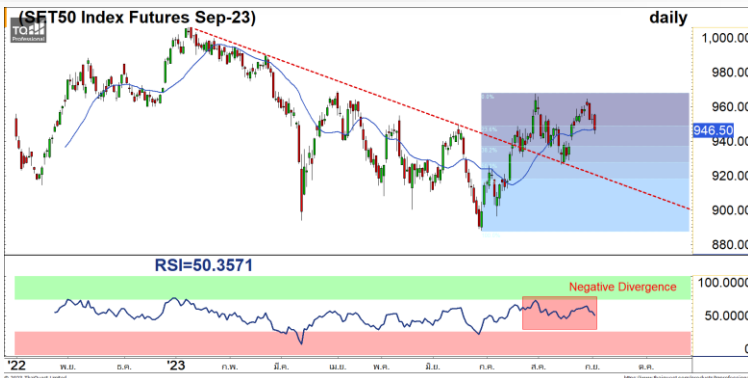 (SET50 Index Futures Sep-23)
daily
TQ
Professional
1,000.00
980.00
960.00
946.50
940.00
920.00
900.00
880.00
RSI=50.3571
Negative Divergence
100.0000
50.0000
0
'22
พ.ย.
ธ.ค.
'23
ก.พ.
มี.ค.
เม.ย.
พ.ค.
มิ.ย.
ก.ค.
ส.ค.
ก.ย.
ต.ค.